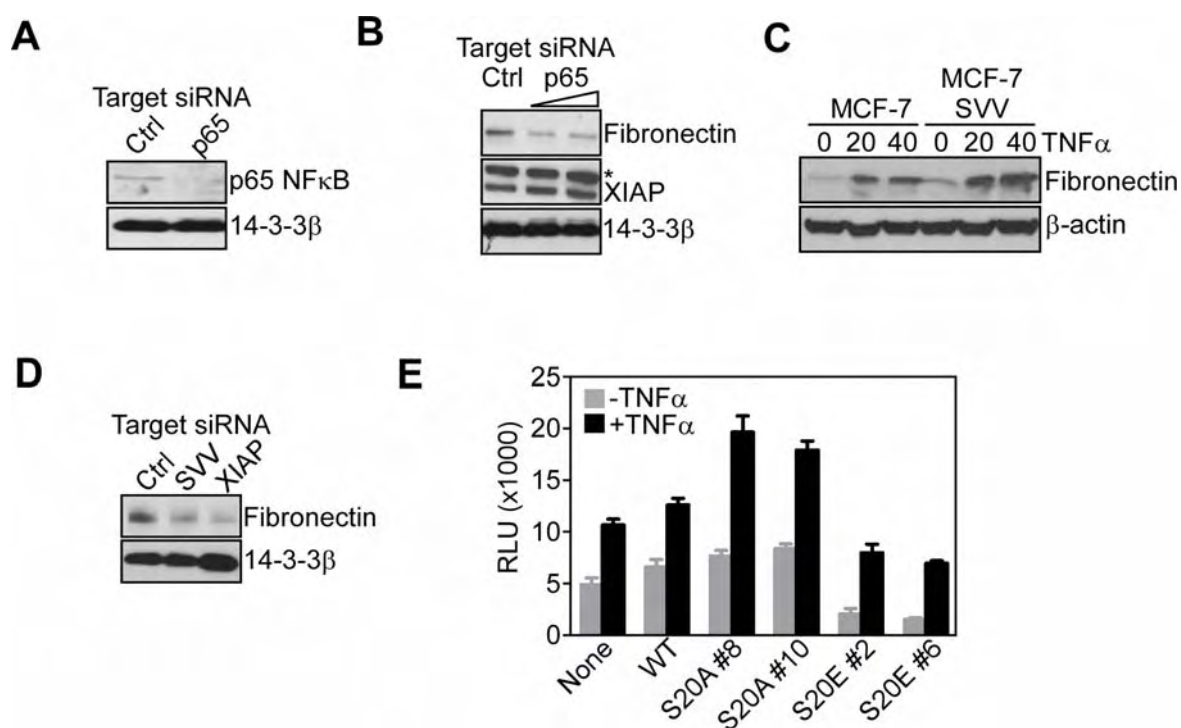 A
Target siRNA
Ctrl p65
p65 NFκB
14-3-3β
B
Target siRNA
Ctrl p65
Fibronectin
*
XIAP
14-3-3β
C
MCF-7
MCF-7 SVV
0 20 40 0 20 40 TNFα
Fibronectin
β-actin
D
Target siRNA
Ctrl SVV XIAP
Fibronectin
14-3-3β
E
-TNFα
+TNFα
RLU (x1000)
25
20
15
10
5
0
None WT S20A #8 S20A #10 S20E #2 S20E #6